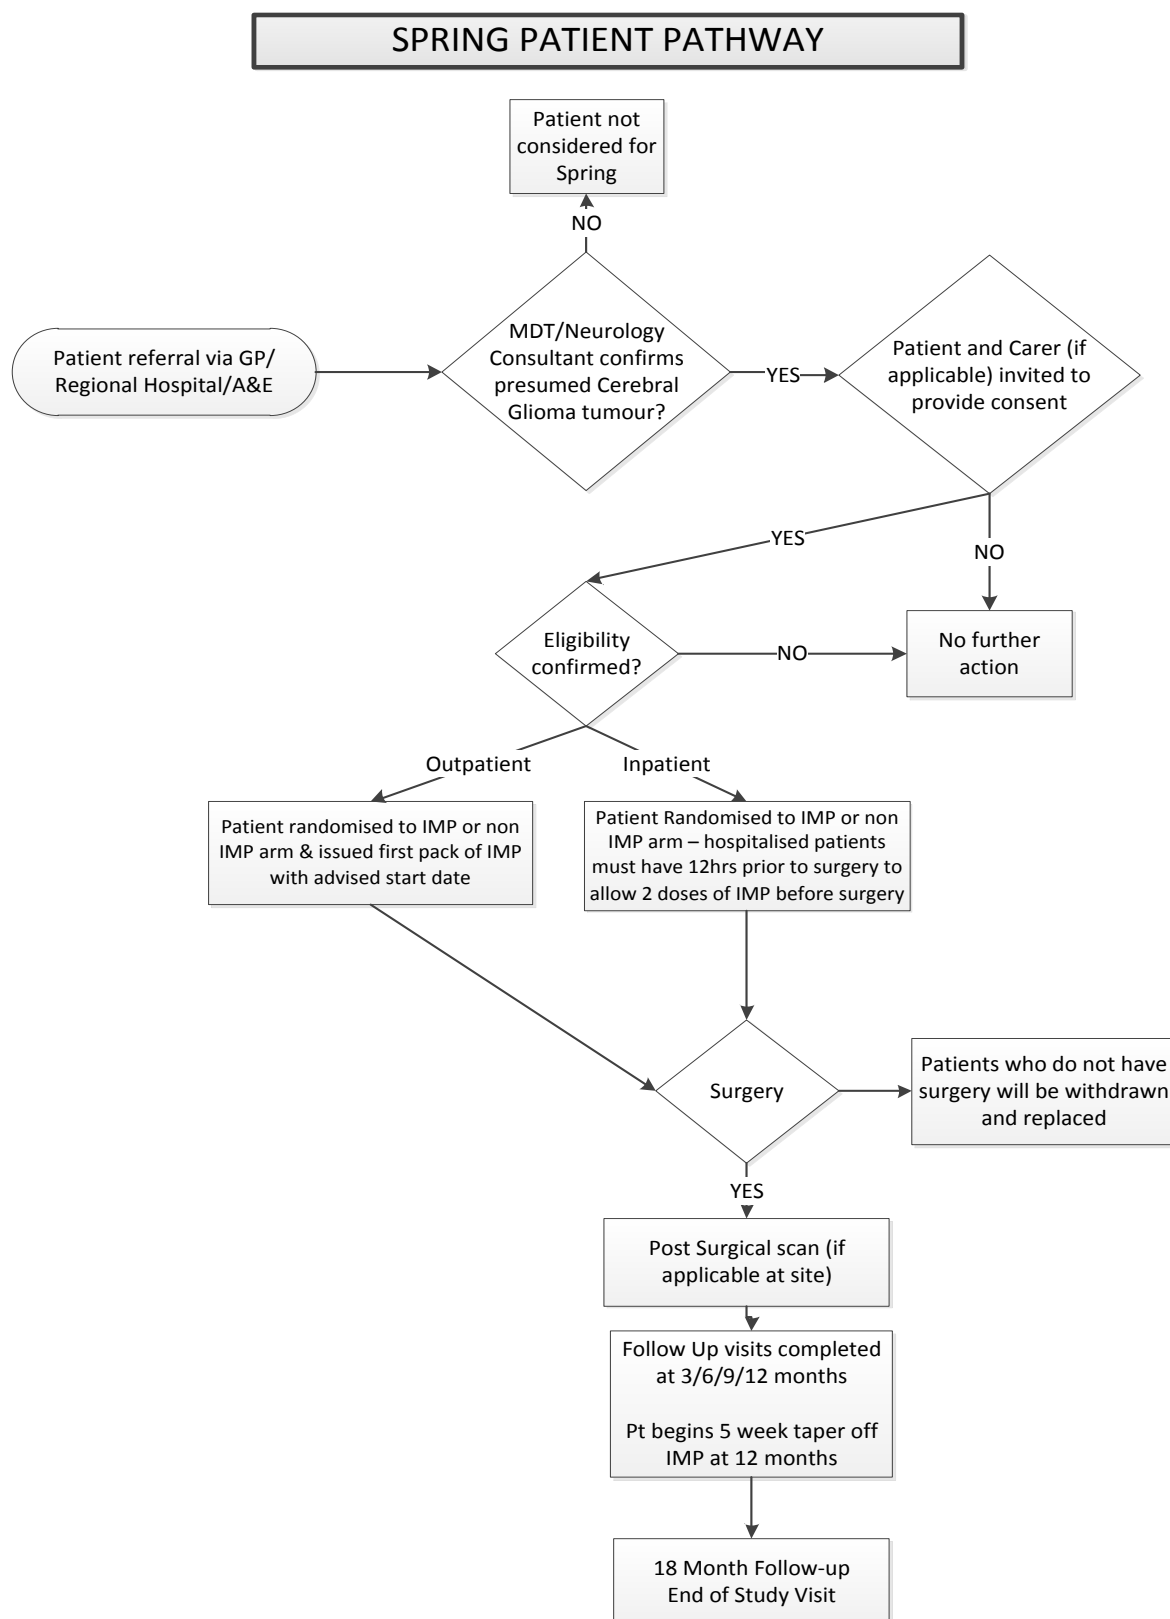 SPRING PATIENT PATHWAY
Patient not
considered for
Spring
NO
MDT/Neurology
Consultant confirms
presumed Cerebral
Glioma tumour?
Patient referral via GP/
Regional Hospital/A&E
YES
Patient and Carer (if
applicable) invited to
provide consent
YES
NO
Eligibility
confirmed?
NO
No further
action
Outpatient
Inpatient
Patient randomised to IMP or non
IMP arm & issued first pack of IMP
with advised start date
Patient Randomised to IMP or non
IMP arm – hospitalised patients
must have 12hrs prior to surgery to
allow 2 doses of IMP before surgery
Surgery
Patients who do not have
surgery will be withdrawn
and replaced
YES
Post Surgical scan (if
applicable at site)
Follow Up visits completed
at 3/6/9/12 months
Pt begins 5 week taper off
IMP at 12 months
18 Month Follow-up
End of Study Visit